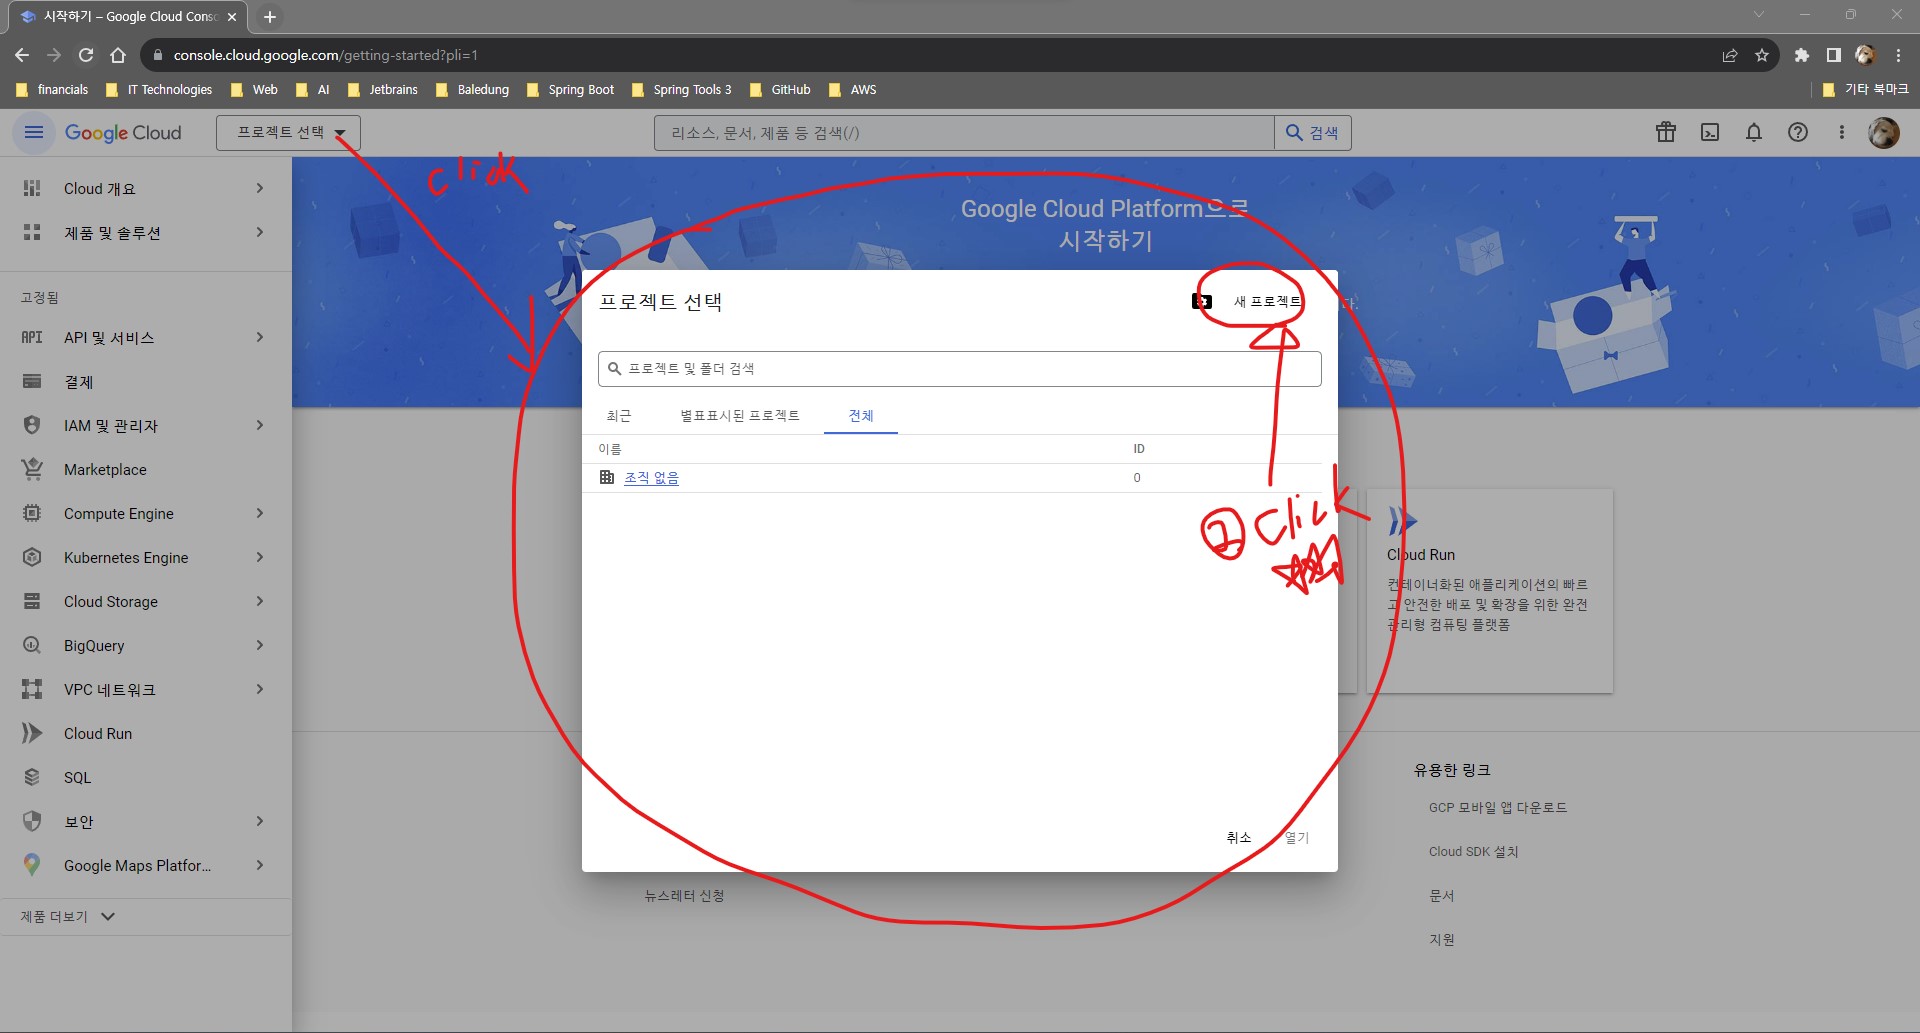 시작하기 – Google Cloud Conso
console.cloud.google.com/getting-started?pli=1
financials
IT Technologies
Web
AI
Jetbrains
Baledung
Spring Boot
Spring Tools 3
GitHub
AWS
기타 북마크
Google Cloud
프로젝트 선택
리소스, 문서, 제품 등 검색(/)
검색
click
Cloud 개요
제품 및 솔루션
고정됨
API API 및 서비스
결제
IAM 및 관리자
Marketplace
Compute Engine
Kubernetes Engine
Cloud Storage
BigQuery
VPC 네트워크
Cloud Run
SQL
보안
Google Maps Platfor...
제품 더보기
Google Cloud Platform으로
시작하기
다.
프로젝트 선택
새 프로젝트
프로젝트 및 폴더 검색
최근
별표표시된 프로젝트
전체
이름
ID
조직 없음
0
② Click
취소
열기
Cloud Run
컨테이너화된 애플리케이션의 빠르
고 안전한 배포 및 확장을 위한 완전
관리형 컴퓨팅 플랫폼
뉴스레터 신청
유용한 링크
GCP 모바일 앱 다운로드
Cloud SDK 설치
문서
지원